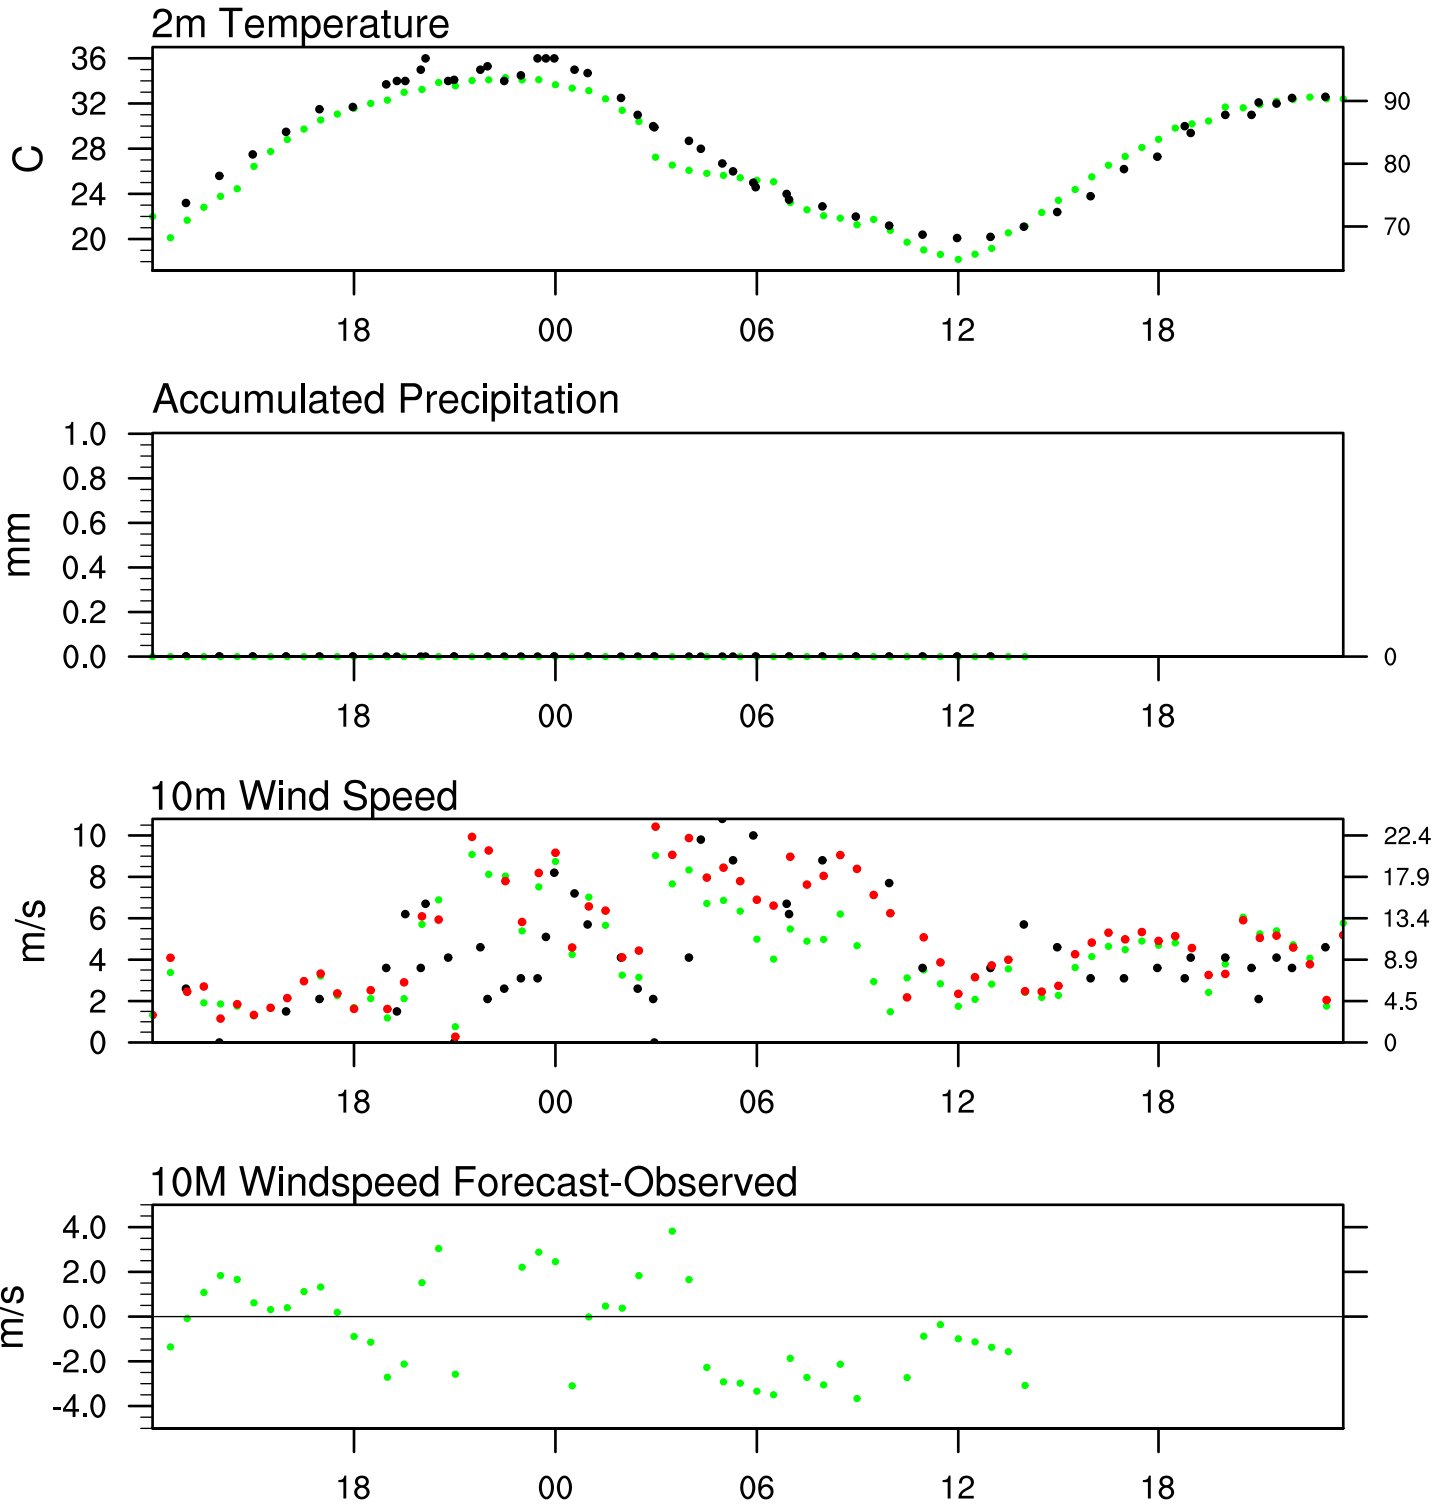 2m Temperature
36
32
28
24
20
C
90
80
70
18 00 06 12 18
Accumulated Precipitation
1.0
0.8
0.6
0.4
0.2
0.0
mm
0
18 00 06 12 18
10m Wind Speed
10
8
6
4
2
0
m/s
22.4
17.9
13.4
8.9
4.5
0
18 00 06 12 18
10M Windspeed Forecast-Observed
4.0
2.0
0.0
-2.0
-4.0
m/s
18 00 06 12 18